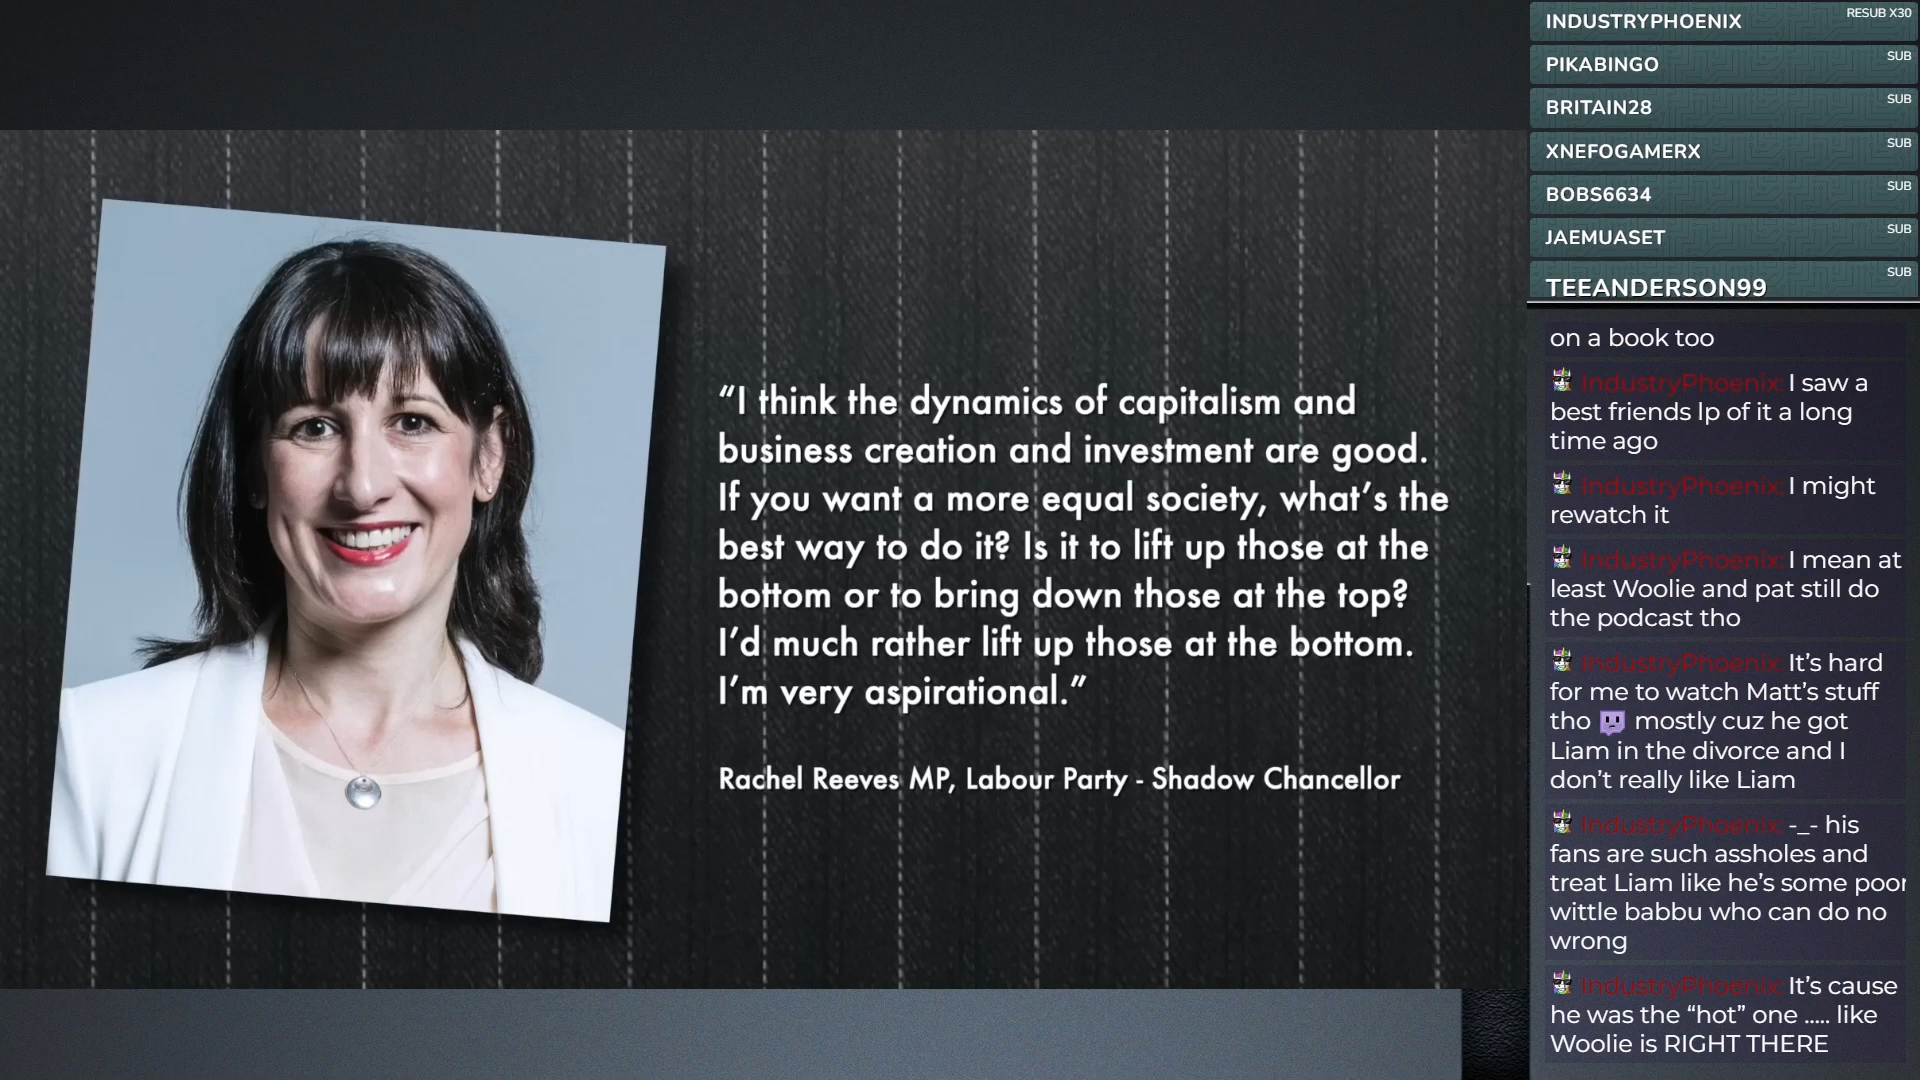 “I think the dynamics of capitalism and
business creation and investment are good.
If you want a more equal society, what’s the
best way to do it? Is it to lift up those at the
bottom or to bring down those at the top?
I’d much rather lift up those at the bottom.
I’m very aspirational.”
Rachel Reeves MP, Labour Party - Shadow Chancellor
INDUSTRYPHOENIX RESUB X30
PIKABINGO SUB
BRITAIN28 SUB
XNEFOGAMERX SUB
BOBS6634 SUB
JAEMUASET SUB
TEEANDERSON99 SUB
on a book too
IndustryPhoenix: I saw a
best friends lp of it a long
time ago
IndustryPhoenix: I might
rewatch it
IndustryPhoenix: I mean at
least Woolie and pat still do
the podcast tho
IndustryPhoenix: It’s hard
for me to watch Matt’s stuff
tho mostly cuz he got
Liam in the divorce and I
don’t really like Liam
IndustryPhoenix: -_- his
fans are such assholes and
treat Liam like he’s some poor
wittle babbu who can do no
wrong
IndustryPhoenix: It’s cause
he was the “hot” one ..... like
Woolie is RIGHT THERE